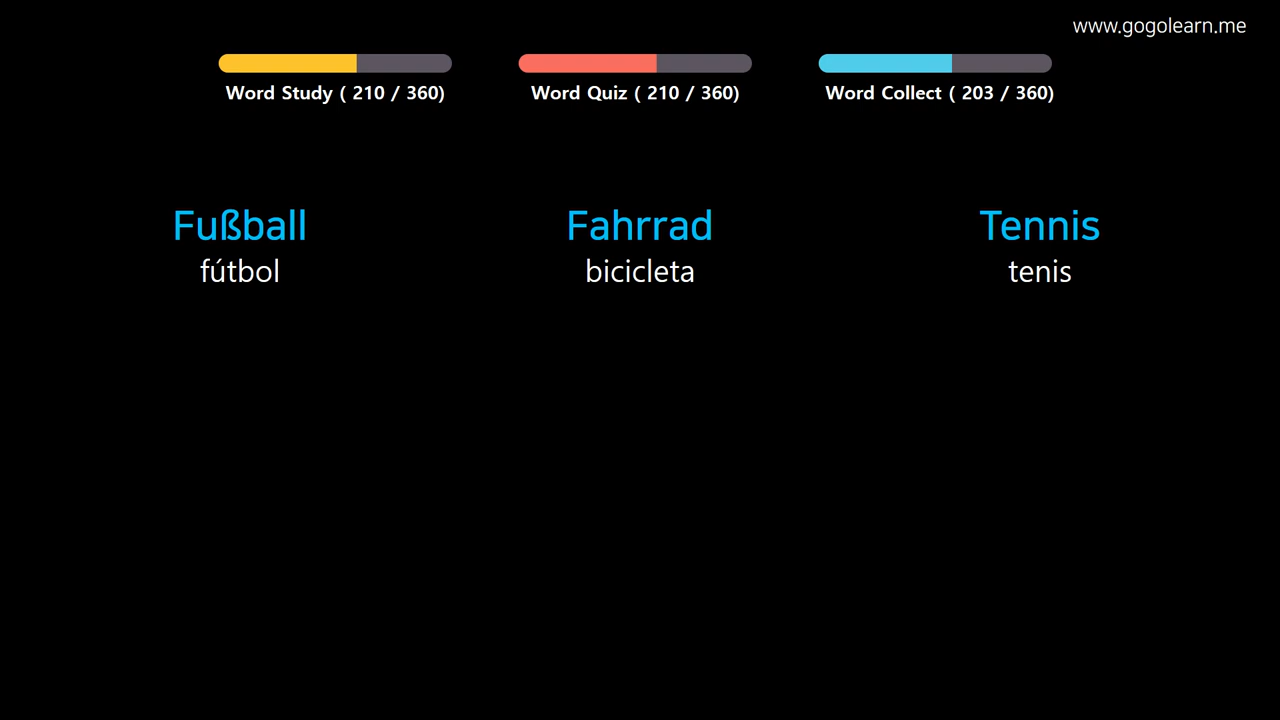 www.gogolearn.me
Word Study ( 210 / 360)
Word Quiz ( 210 / 360)
Word Collect ( 203 / 360)
Fußball
fútbol
Fahrrad
bicicleta
Tennis
tenis